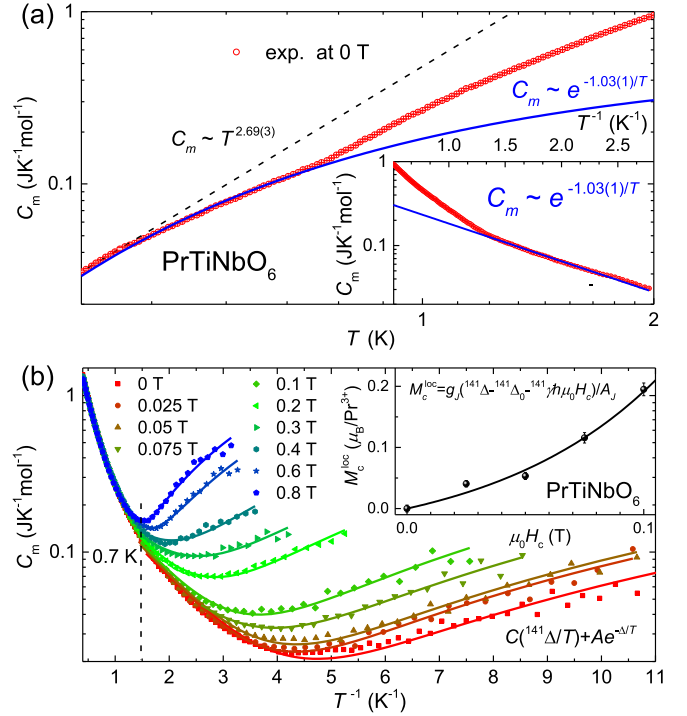 (a)
1
0.1
C_m (JK⁻¹mol⁻¹)
exp. at 0 T
C_m ~ T^2.69(3)
C_m ~ e^-1.03(1)/T
PrTiNbO₆
1 2
T (K)
T⁻¹ (K⁻¹)
1.0 1.5 2.0 2.5
1
0.1
C_m (JK⁻¹mol⁻¹)
C_m ~ e^-1.03(1)/T
(b)
1
0.1
C_m (JK⁻¹mol⁻¹)
0 T
0.025 T
0.05 T
0.075 T
0.1 T
0.2 T
0.3 T
0.4 T
0.6 T
0.8 T
0.7 K
0.2
0.1
0.0
M_c^loc (μ_B/Pr³⁺)
M_c^loc=g_J(¹⁴¹Δ-¹⁴¹Δ₀-¹⁴¹γħμ₀H_c)/A_J
PrTiNbO₆
0.0 0.1
μ₀H_c (T)
C(¹⁴¹Δ/T)+Ae^-Δ/T
1 2 3 4 5 6 7 8 9 10 11
T⁻¹ (K⁻¹)